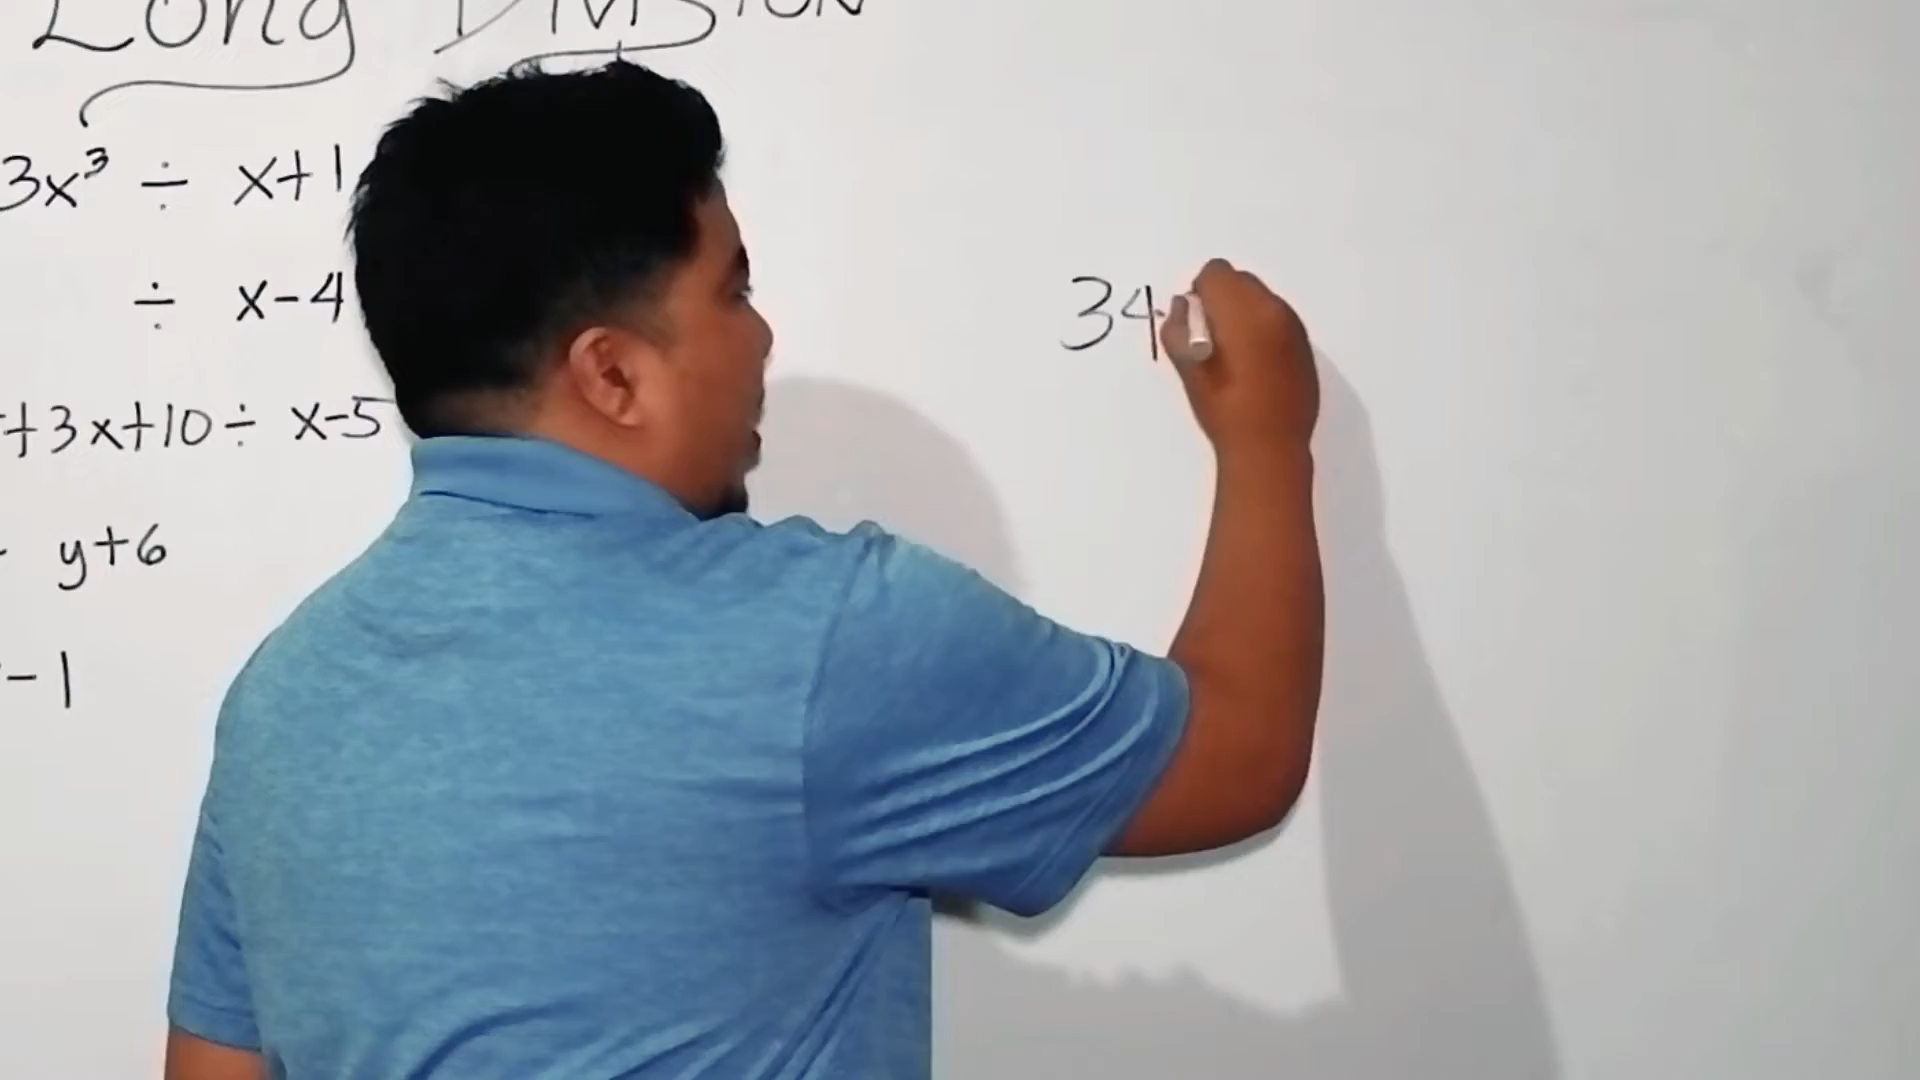 Long Division
3x³ ÷ x+1
÷ x-4
+3x+10 ÷ x-5
y+6
-1
34